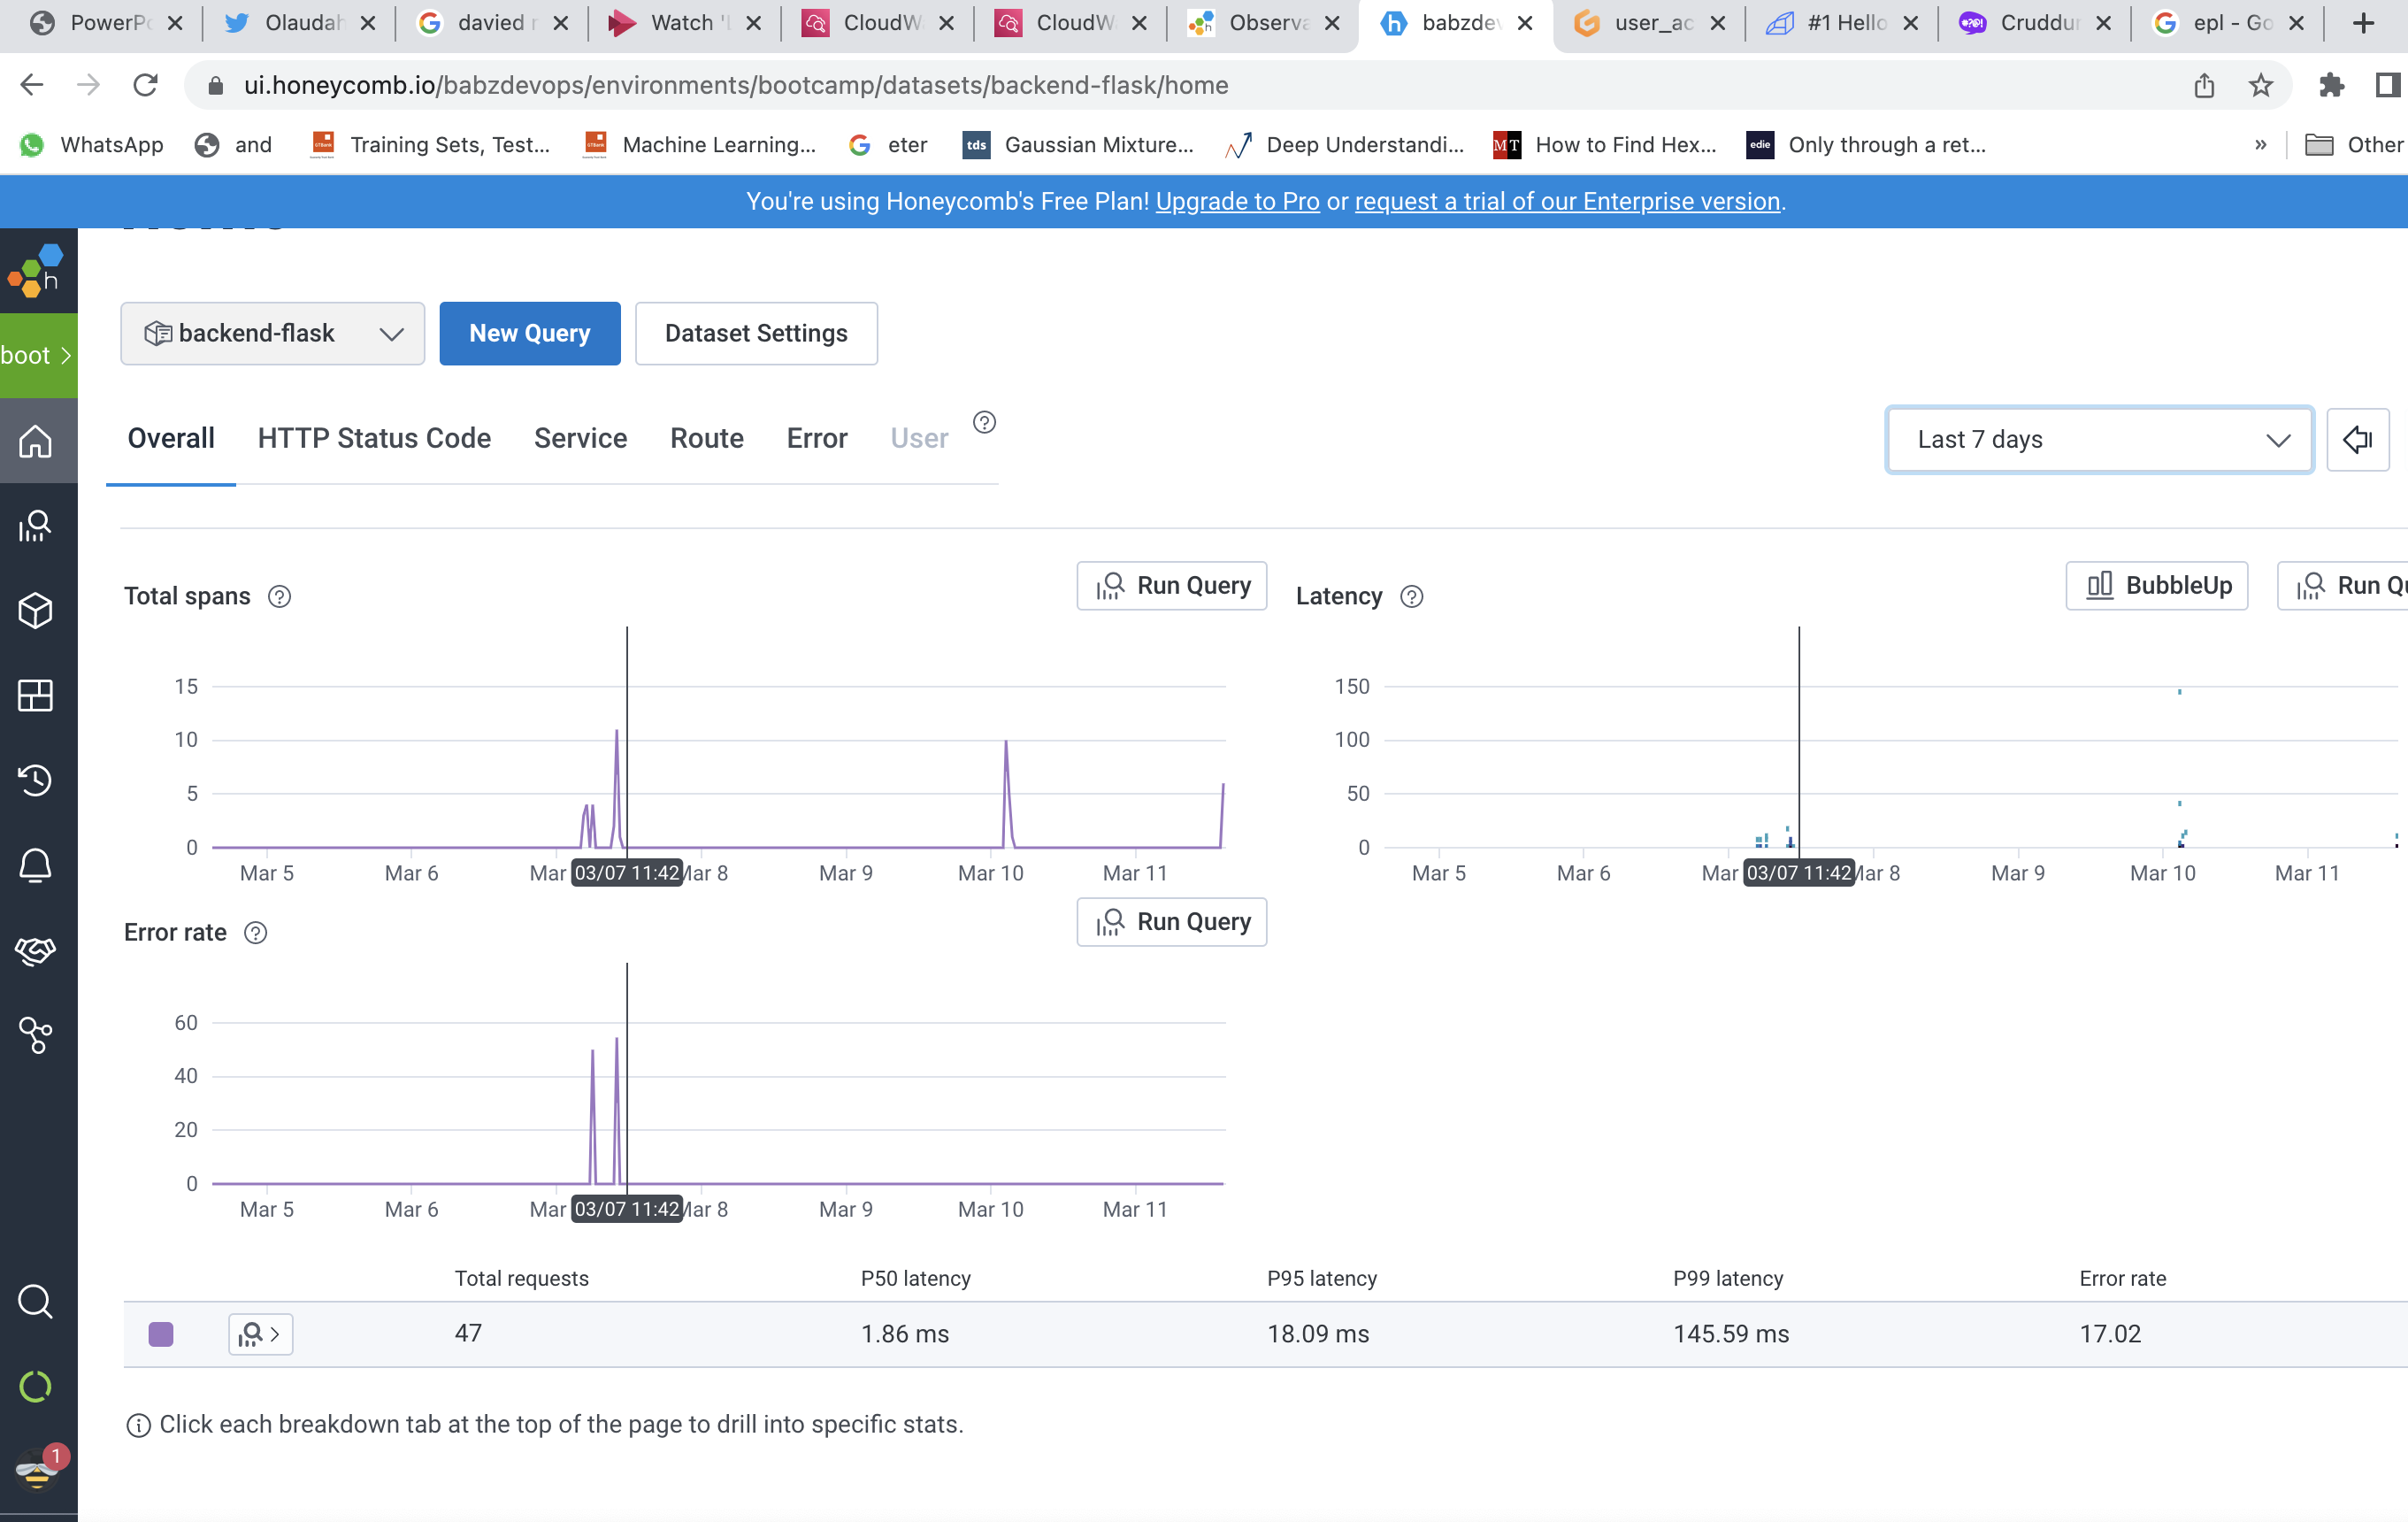 PowerPo
Olaudah
davied r
Watch 'L
CloudWa
CloudWa
Observa
babzdev
user_ac
#1 Hello
Cruddur
epl - Go
ui.honeycomb.io/babzdevops/environments/bootcamp/datasets/backend-flask/home
WhatsApp
and
Training Sets, Test...
Machine Learning...
eter
tds Gaussian Mixture...
Deep Understandi...
MT How to Find Hex...
edie Only through a ret...
»
Other
You're using Honeycomb's Free Plan! Upgrade to Pro or request a trial of our Enterprise version.
h
boot >
backend-flask
New Query
Dataset Settings
Overall
HTTP Status Code
Service
Route
Error
User
Last 7 days
Total spans
Run Query
Latency
BubbleUp
Run Qu
15
10
5
0
Mar 5
Mar 6
Mar
03/07 11:42
Mar 8
Mar 9
Mar 10
Mar 11
150
100
50
0
Mar 5
Mar 6
Mar
03/07 11:42
Mar 8
Mar 9
Mar 10
Mar 11
Error rate
Run Query
60
40
20
0
Mar 5
Mar 6
Mar
03/07 11:42
Mar 8
Mar 9
Mar 10
Mar 11
Total requests P50 latency P95 latency P99 latency Error rate
47 1.86 ms 18.09 ms 145.59 ms 17.02
Click each breakdown tab at the top of the page to drill into specific stats.
1